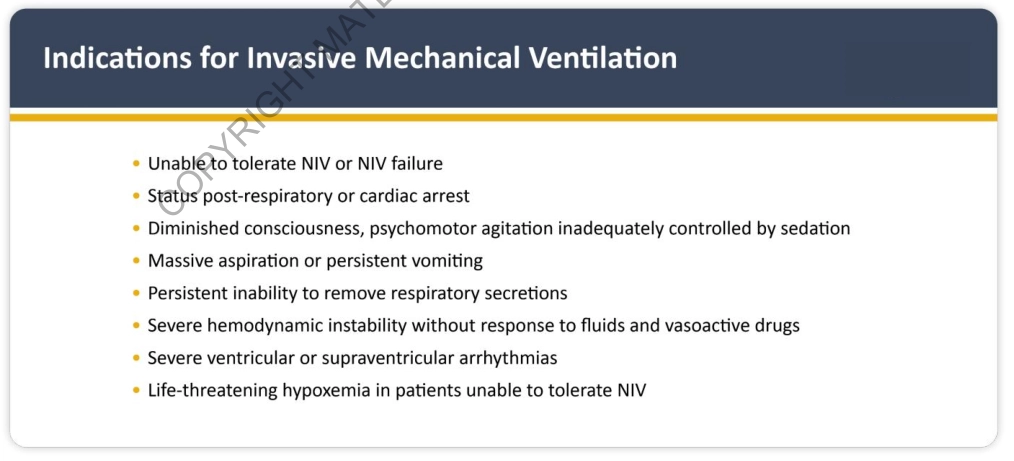 Indications for Invasive Mechanical Ventilation
• Unable to tolerate NIV or NIV failure
• Status post-respiratory or cardiac arrest
• Diminished consciousness, psychomotor agitation inadequately controlled by sedation
• Massive aspiration or persistent vomiting
• Persistent inability to remove respiratory secretions
• Severe hemodynamic instability without response to fluids and vasoactive drugs
• Severe ventricular or supraventricular arrhythmias
• Life-threatening hypoxemia in patients unable to tolerate NIV
COPYRIGHT